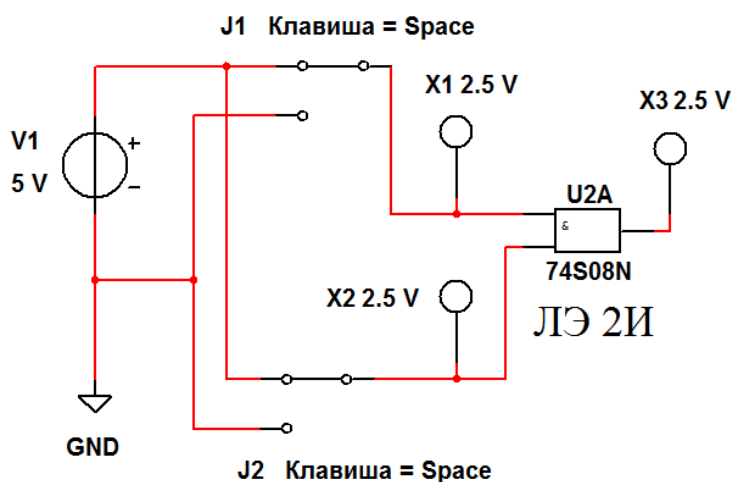 J1 Клавиша = Space
X1 2.5 V
X3 2.5 V
V1
+
–
5 V
U2A
&
74S08N
X2 2.5 V
ЛЭ 2И
GND
J2 Клавиша = Space